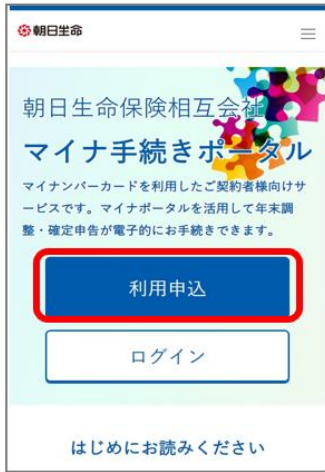 朝日生命
朝日生命保険相互会社
マイナ手続きポータル
マイナンバーカードを利用したご契約者様向けサ
ービスです。マイナポータルを活用して年末調
整・確定申告が電子的にお手続きできます。
利用申込
ログイン
はじめにお読みください